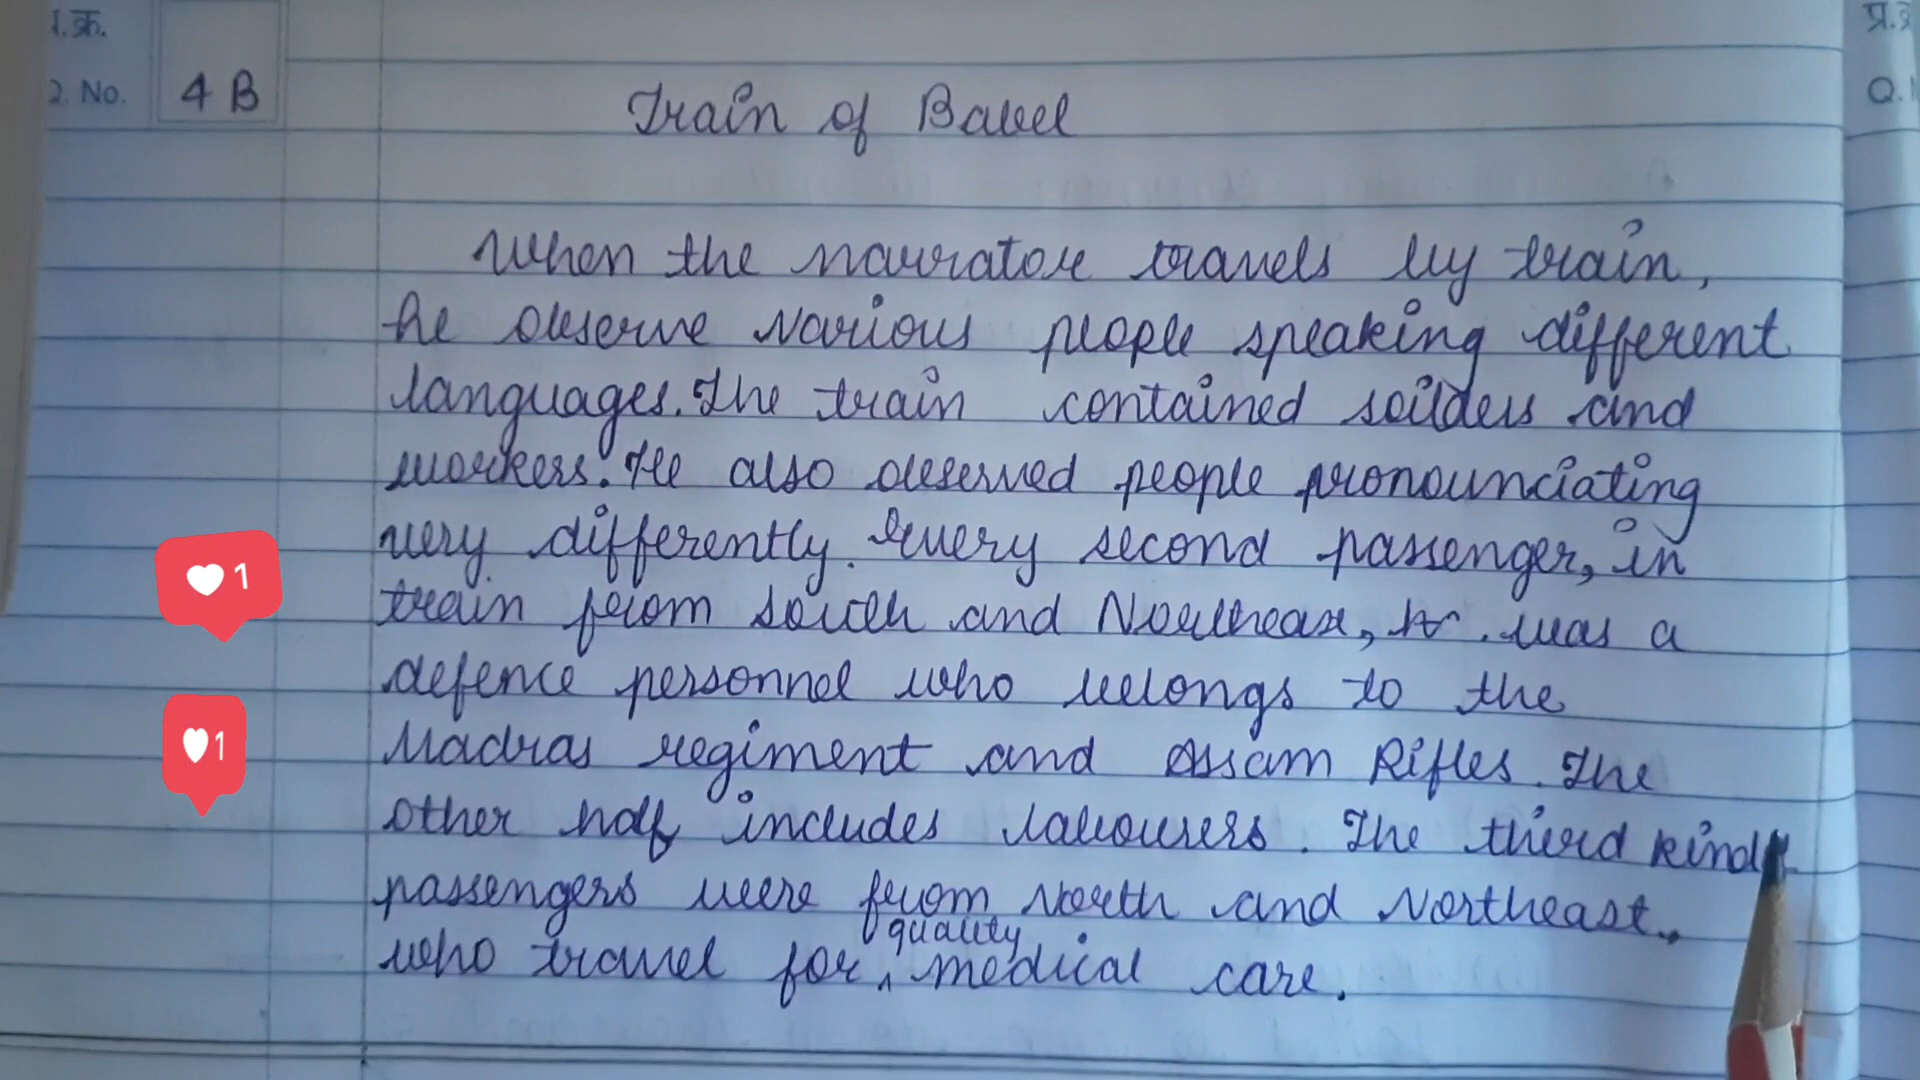 प्र.क्र.
Q. No.
4 B
Train of Babel
When the narrator travels by train,
he observe various people speaking different
languages. The train contained soilders and
workers. He also observed people pronounciating
very differently. Every second passenger, in
train from South and Northeas, was a
defence personnel who belongs to the
Madras regiment and Assam Rifles. The
other half includes labourers. The third kind
passengers were from North and Northeast.
quality
who travel for medical care.
1
1